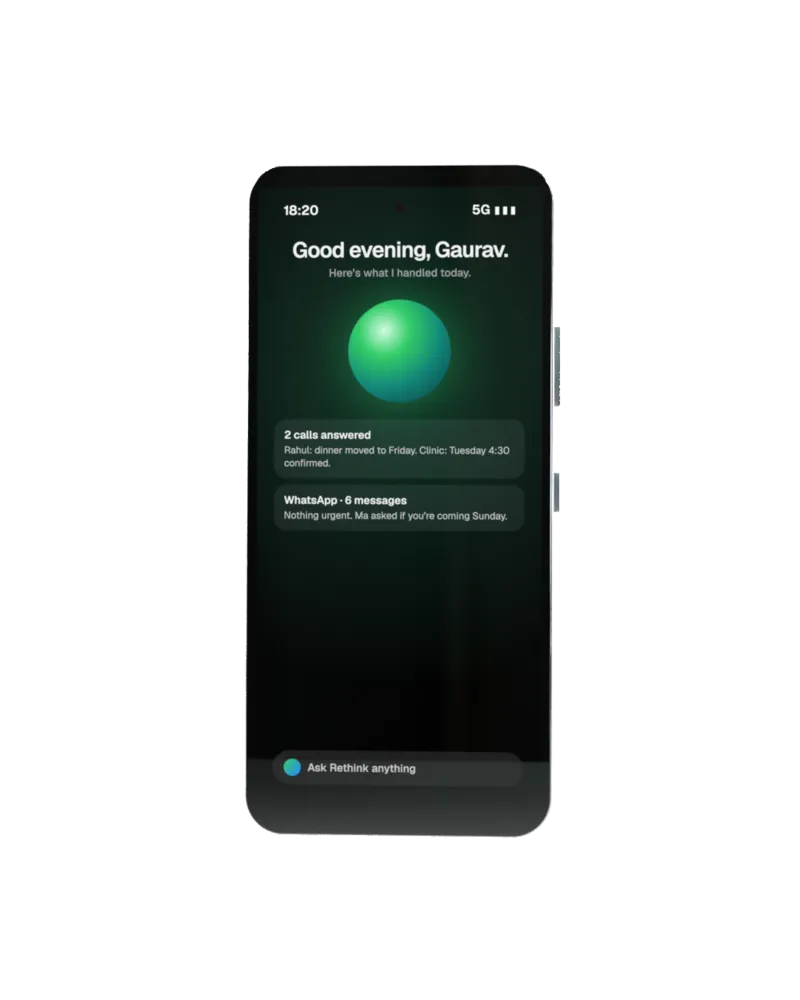 18:20
5G
Good evening, Gaurav.
Here's what I handled today.
2 calls answered
Rahul: dinner moved to Friday. Clinic: Tuesday 4:30
confirmed.
WhatsApp · 6 messages
Nothing urgent. Ma asked if you're coming Sunday.
Ask Rethink anything